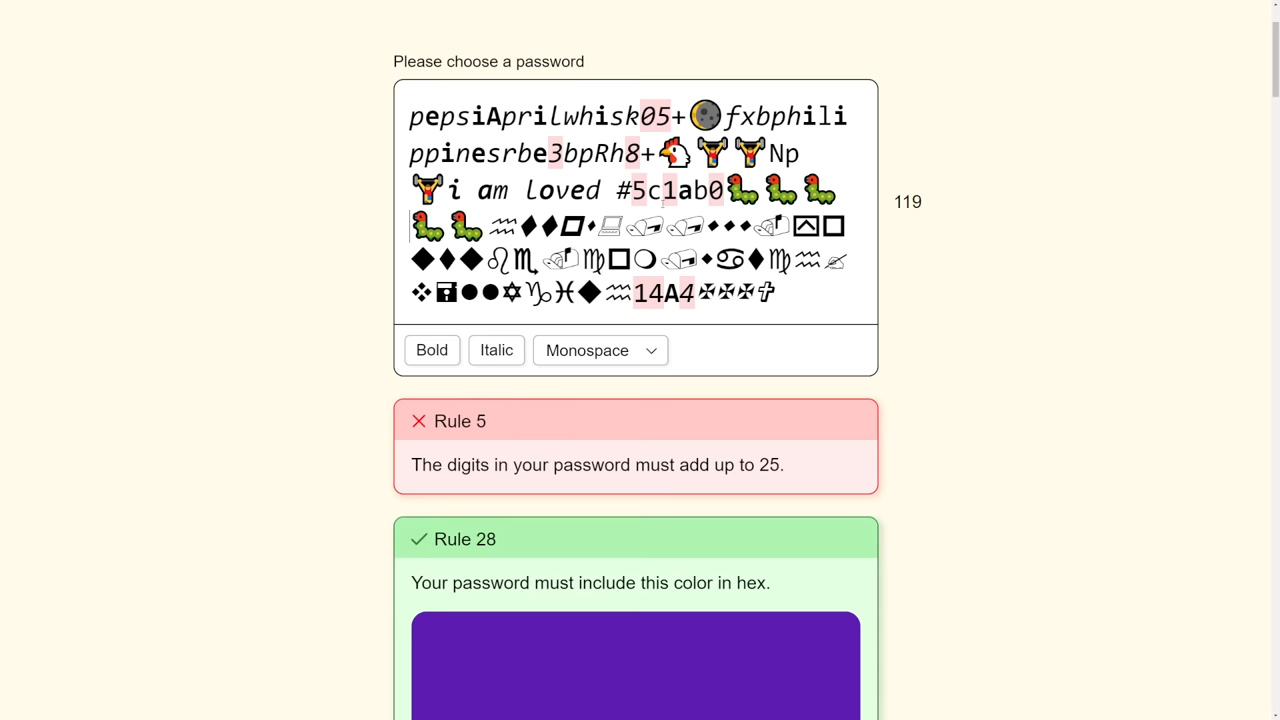 Please choose a password
pepsiAprilwhisk05+🌘fxbphili
ppinesrbe3bpRh8+🐔🏋️🏋️Np
🏋️i am loved #5c1ab0🐛🐛🐛
🐛🐛
14A4
119
Bold Italic Monospace
Rule 5
The digits in your password must add up to 25.
Rule 28
Your password must include this color in hex.